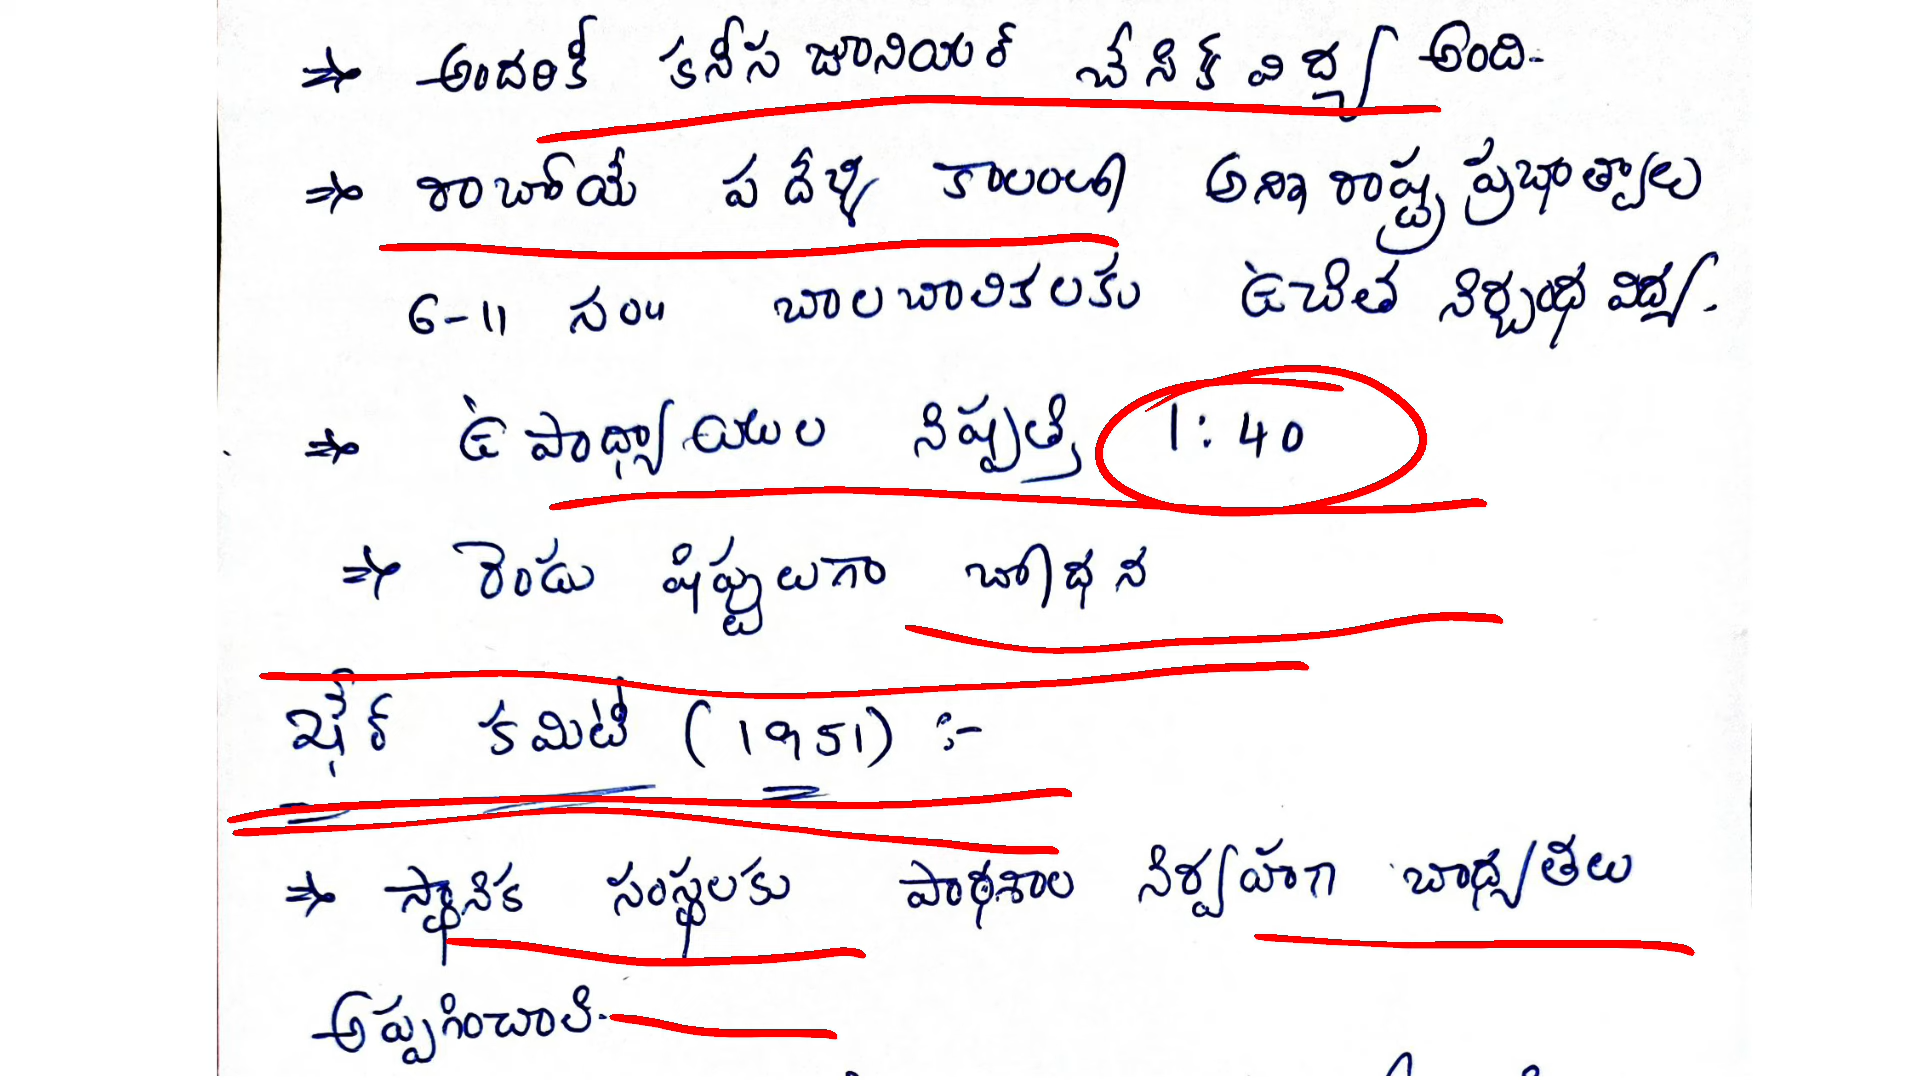 ⇒ అందరికీ కనీస జూనియర్ బేసిక్ విద్య అంది.
⇒ రాబోయే పదేళ్ళ కాలంలో అన్ని రాష్ట్ర ప్రభుత్వాలు
6-11 సం॥ బాలబాలికలకు ఉచిత నిర్బంధ విద్య.
⇒ ఉపాధ్యాయుల నిష్పత్తి 1:40
⇒ రెండు షిప్టులుగా బోధన
ఖేర్ కమిటీ (1951) :-
⇒ స్థానిక సంస్థలకు పాఠశాల నిర్వహణ బాధ్యతలు
అప్పగించాలి.